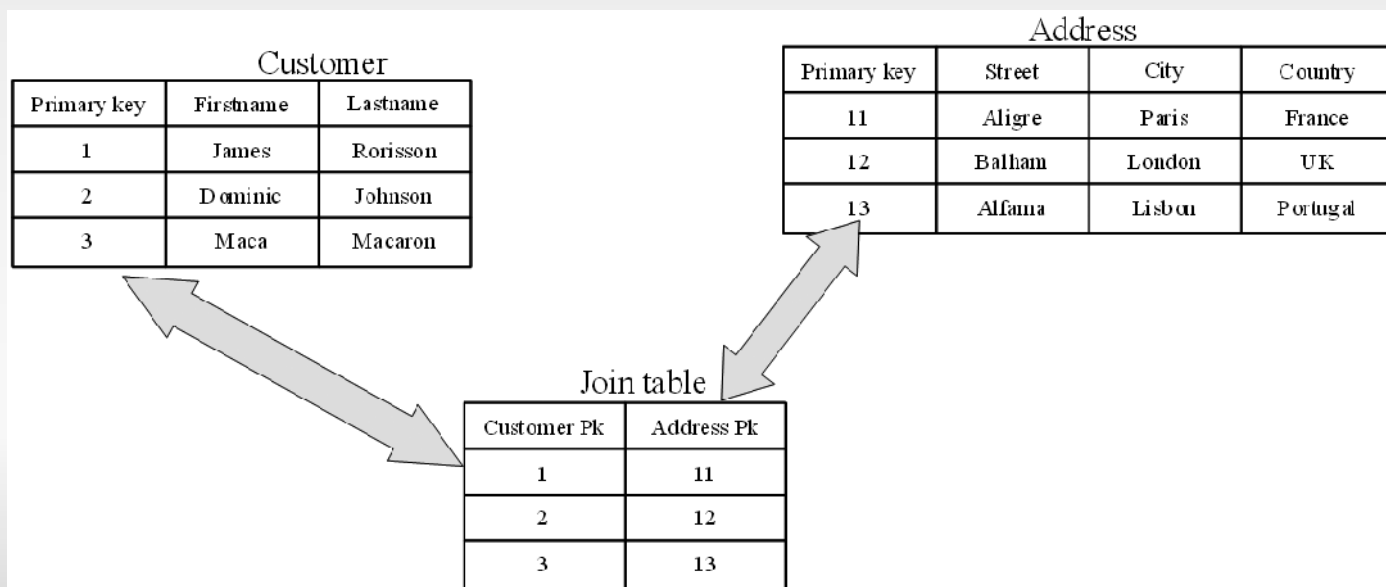 Customer
Primary key Firstname Lastname
1 James Rorisson
2 Dominic Johnson
3 Maca Macaron
Address
Primary key Street City Country
11 Aligre Paris France
12 Balham London UK
13 Alfama Lisbon Portugal
Join table
Customer Pk Address Pk
1 11
2 12
3 13